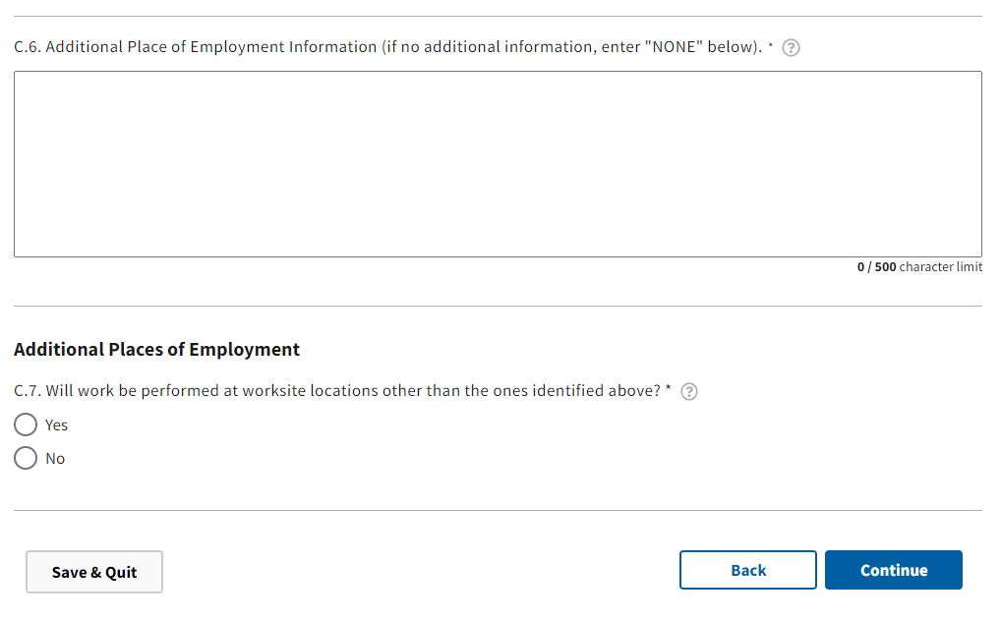 C.6. Additional Place of Employment Information (if no additional information, enter "NONE" below). * ?
0 / 500 character limit
Additional Places of Employment
C.7. Will work be performed at worksite locations other than the ones identified above? * ?
Yes
No
Save & Quit
Back
Continue